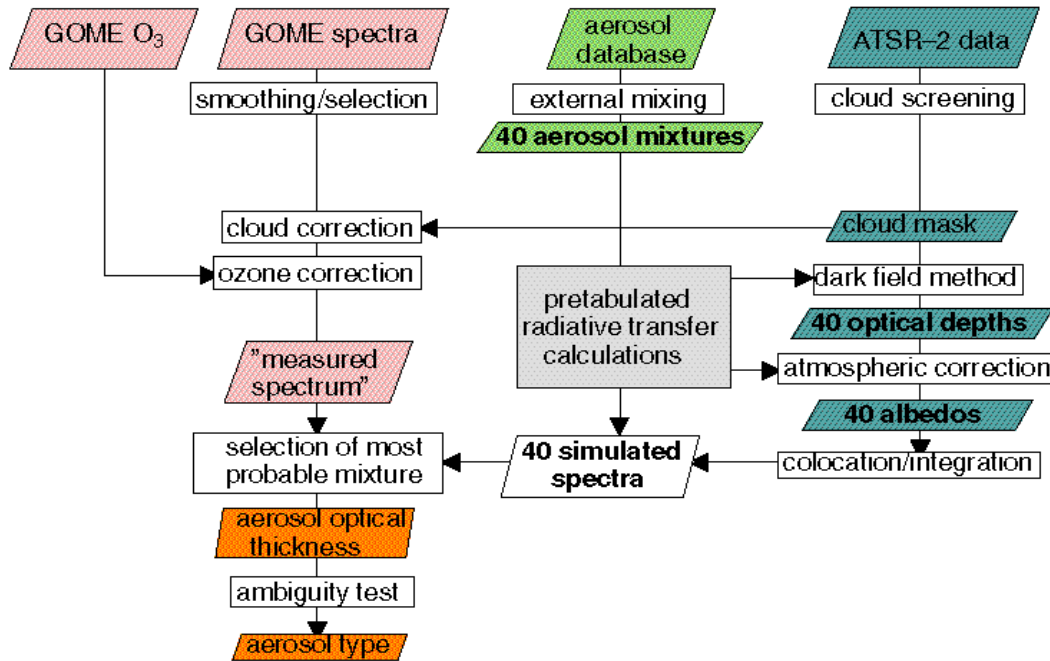 GOME O3
GOME spectra
aerosol
database
ATSR–2 data
smoothing/selection
external mixing
cloud screening
40 aerosol mixtures
cloud correction
cloud mask
ozone correction
dark field method
pretabulated
radiative transfer
calculations
40 optical depths
"measured
spectrum"
atmospheric correction
40 albedos
selection of most
probable mixture
40 simulated
spectra
colocation/integration
aerosol optical
thickness
ambiguity test
aerosol type